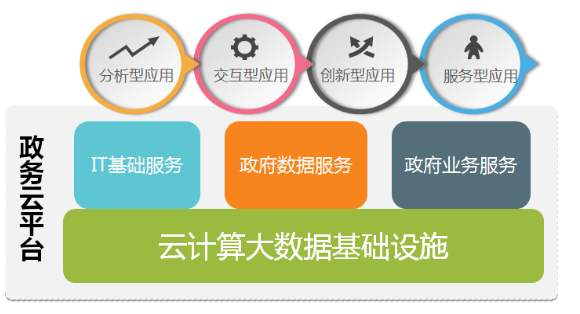 分析型应用
交互型应用
创新型应用
服务型应用
政务云平台
IT基础服务
政府数据服务
政府业务服务
云计算大数据基础设施